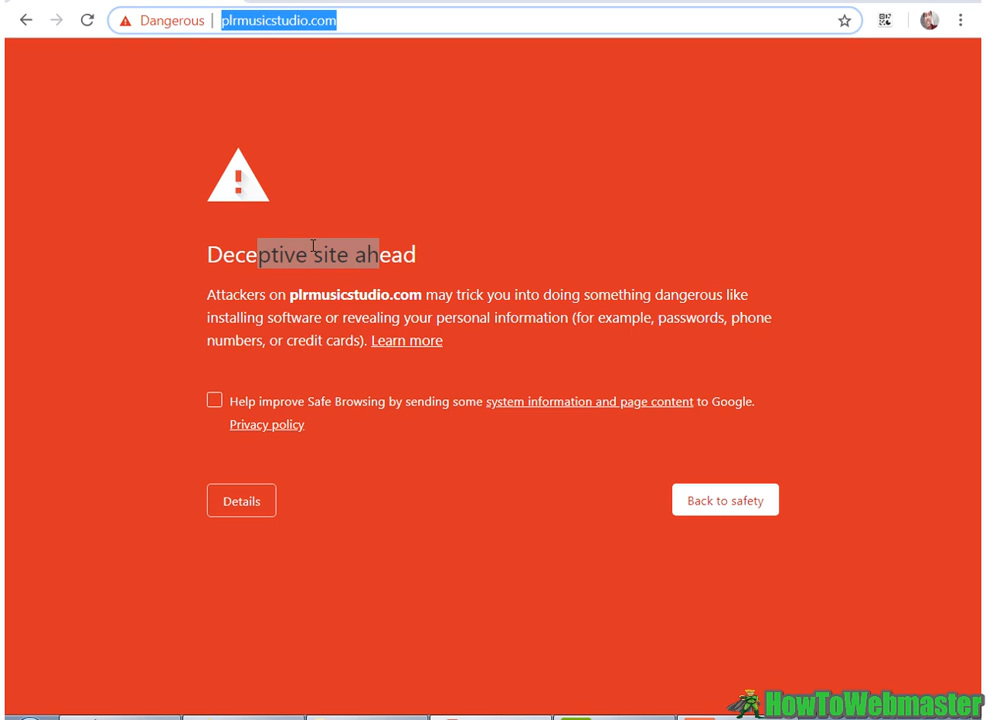 Dangerous | plrmusicstudio.com
Deceptive site ahead
Attackers on plrmusicstudio.com may trick you into doing something dangerous like
installing software or revealing your personal information (for example, passwords, phone
numbers, or credit cards). Learn more
Help improve Safe Browsing by sending some system information and page content to Google.
Privacy policy
Details
Back to safety
HowToWebmaster